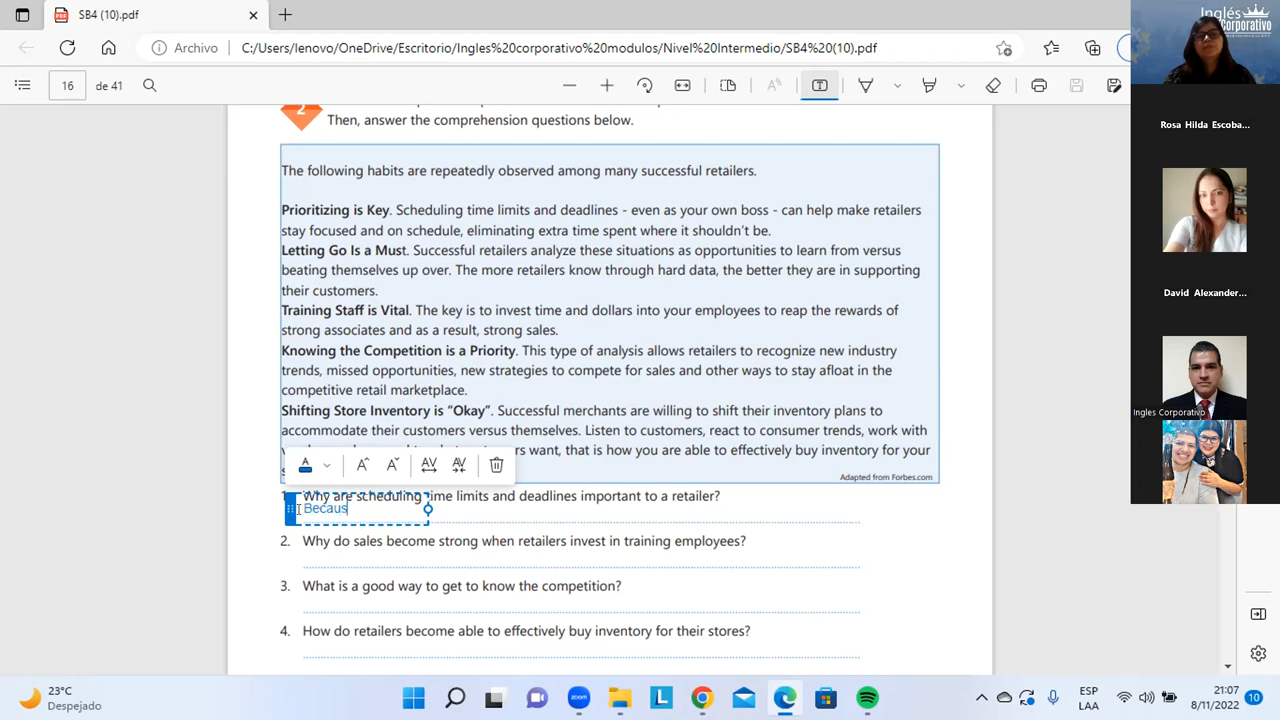 SB4 (10).pdf
Archivo
C:/Users/lenovo/OneDrive/Escritorio/Ingles%20corporativo%20modulos/Nivel%20Intermedio/SB4%20(10).pdf
16 de 41
2
Then, answer the comprehension questions below.
The following habits are repeatedly observed among many successful retailers.
Prioritizing is Key. Scheduling time limits and deadlines - even as your own boss - can help make retailers
stay focused and on schedule, eliminating extra time spent where it shouldn't be.
Letting Go Is a Must. Successful retailers analyze these situations as opportunities to learn from versus
beating themselves up over. The more retailers know through hard data, the better they are in supporting
their customers.
Training Staff is Vital. The key is to invest time and dollars into your employees to reap the rewards of
strong associates and as a result, strong sales.
Knowing the Competition is a Priority. This type of analysis allows retailers to recognize new industry
trends, missed opportunities, new strategies to compete for sales and other ways to stay afloat in the
competitive retail marketplace.
Shifting Store Inventory is "Okay". Successful merchants are willing to shift their inventory plans to
accommodate their customers versus themselves. Listen to customers, react to consumer trends, work with
want, that is how you are able to effectively buy inventory for your
Adapted from Forbes.com
1. Why are scheduling time limits and deadlines important to a retailer?
Becaus
2. Why do sales become strong when retailers invest in training employees?
3. What is a good way to get to know the competition?
4. How do retailers become able to effectively buy inventory for their stores?
Inglés
Corporativo
Rosa Hilda Escoba...
David Alexander...
Ingles Corporativo
23°C
Despejado
zoom
ESP
LAA
21:07
8/11/2022
10